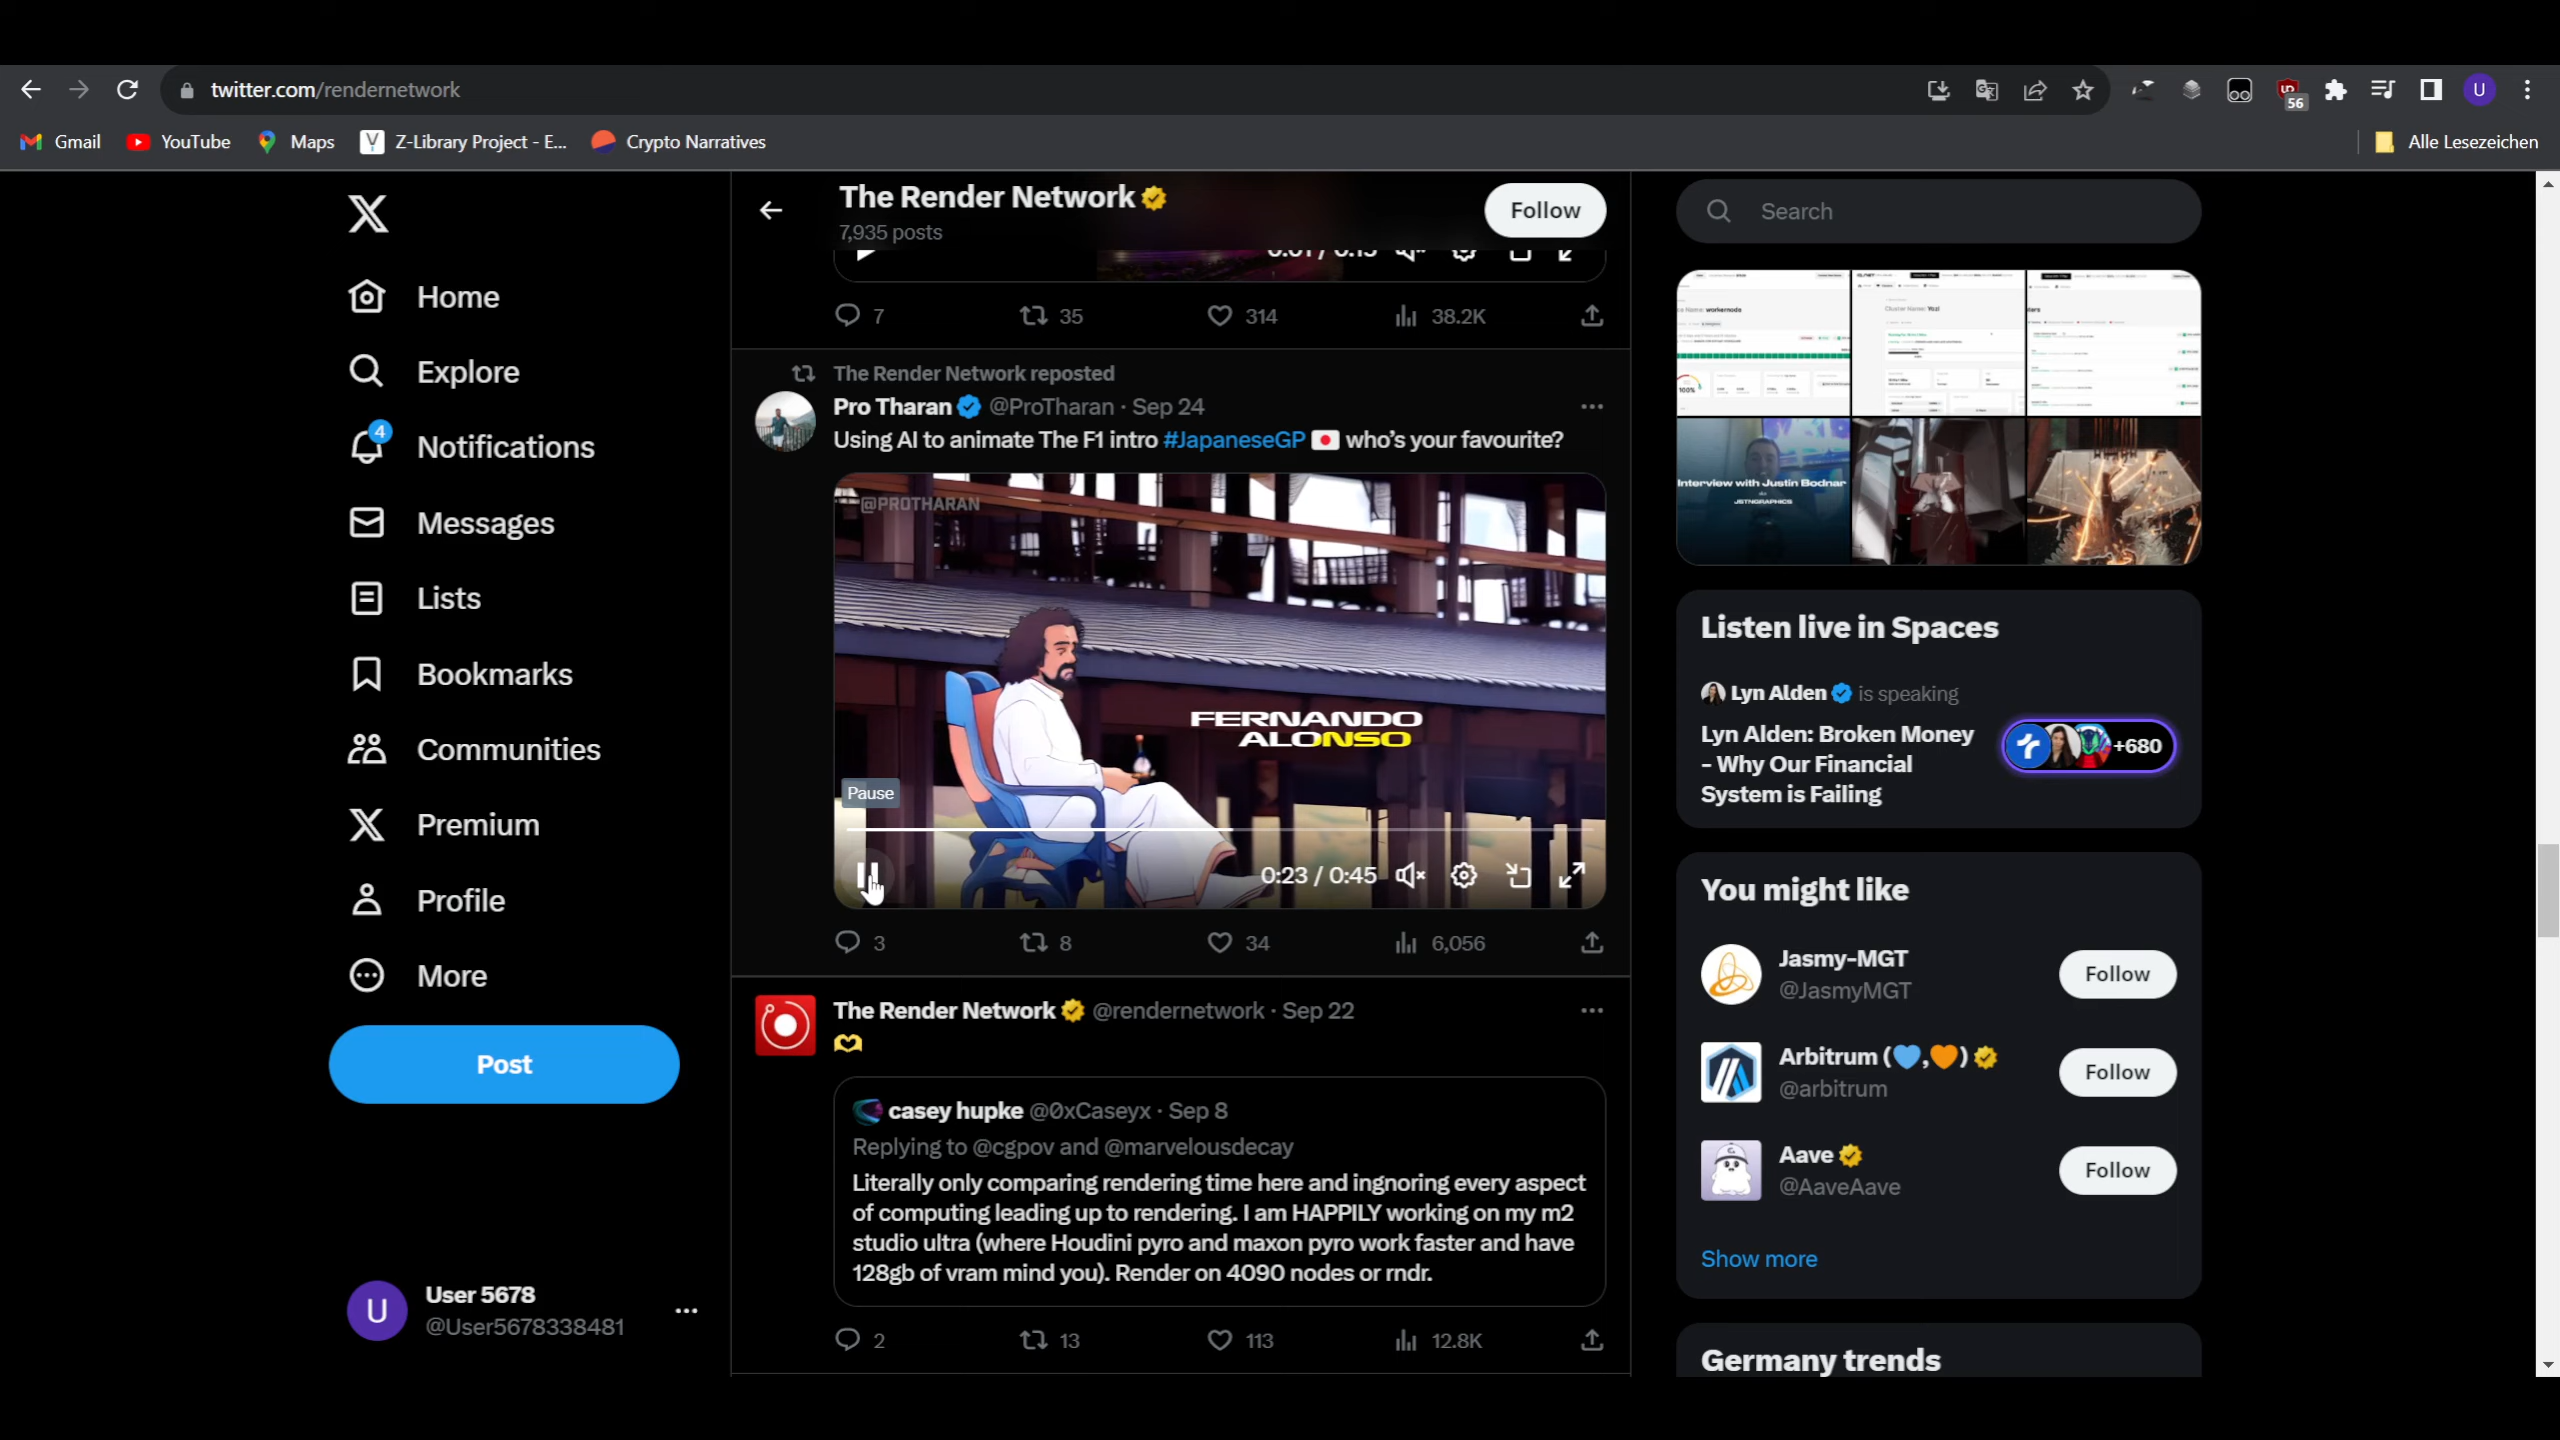 twitter.com/rendernetwork
56
U
Gmail
YouTube
Maps
Z-Library Project - E...
Crypto Narratives
Alle Lesezeichen
Home
Explore
4
Notifications
Messages
Lists
Bookmarks
Communities
Premium
Profile
More
Post
U
User 5678
@User5678338481
The Render Network
7,935 posts
Follow
0:01 / 0:15
7
35
314
38.2K
The Render Network reposted
Pro Tharan @ProTharan · Sep 24
Using AI to animate The F1 intro #JapaneseGP 🇯🇵 who's your favourite?
@PROTHARAN
FERNANDO
ALONSO
Pause
0:23 / 0:45
3
8
34
6,056
The Render Network @rendernetwork · Sep 22
🫶
casey hupke @0xCaseyx · Sep 8
Replying to @cgpov and @marvelousdecay
Literally only comparing rendering time here and ingnoring every aspect
of computing leading up to rendering. I am HAPPILY working on my m2
studio ultra (where Houdini pyro and maxon pyro work faster and have
128gb of vram mind you). Render on 4090 nodes or rndr.
2
13
113
12.8K
Search
100%
Interview with Justin Bodnar
JSTNGRAPHICS
Listen live in Spaces
Lyn Alden is speaking
Lyn Alden: Broken Money
- Why Our Financial
System is Failing
+680
You might like
Jasmy-MGT
@JasmyMGT
Follow
Arbitrum (💙,🧡)
@arbitrum
Follow
Aave
@AaveAave
Follow
Show more
Germany trends